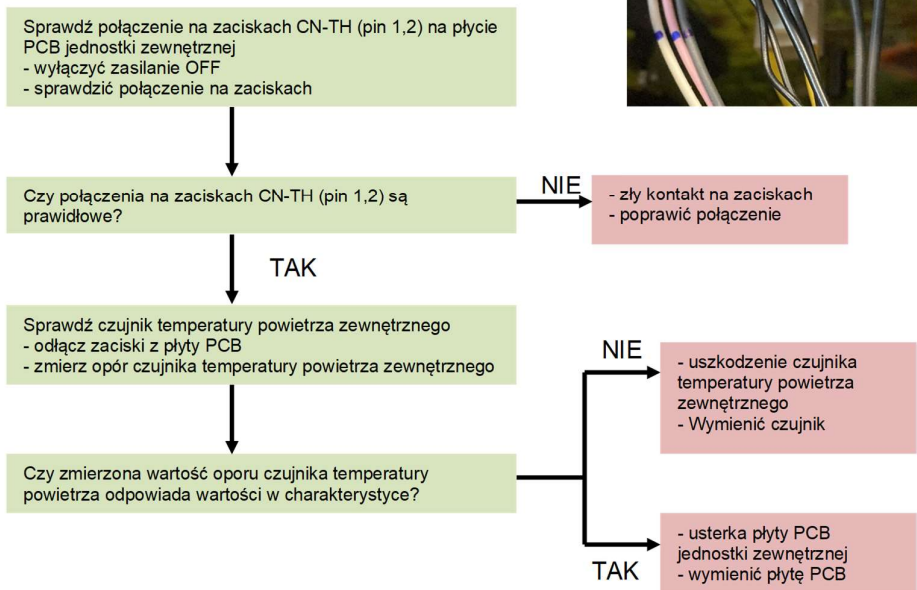 Sprawdź połączenie na zaciskach CN-TH (pin 1,2) na płycie
PCB jednostki zewnętrznej
- wyłączyć zasilanie OFF
- sprawdzić połączenie na zaciskach
Czy połączenia na zaciskach CN-TH (pin 1,2) są
prawidłowe?
NIE
- zły kontakt na zaciskach
- poprawić połączenie
TAK
Sprawdź czujnik temperatury powietrza zewnętrznego
- odłącz zaciski z płyty PCB
- zmierz opór czujnika temperatury powietrza zewnętrznego
NIE
- uszkodzenie czujnika
temperatury powietrza
zewnętrznego
- Wymienić czujnik
Czy zmierzona wartość oporu czujnika temperatury
powietrza odpowiada wartości w charakterystyce?
TAK
- usterka płyty PCB
jednostki zewnętrznej
- wymienić płytę PCB